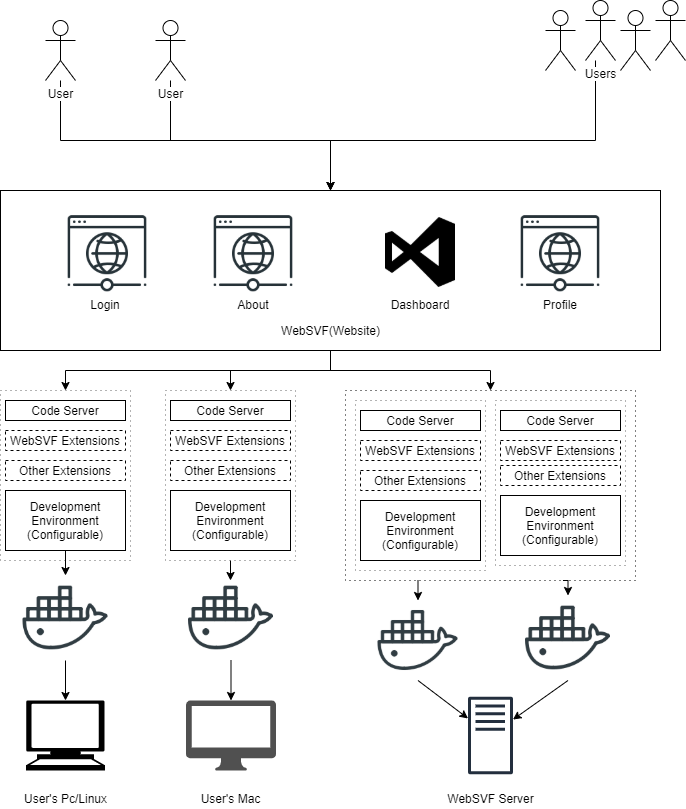 User
User
Users
Login
About
Dashboard
Profile
WebSVF(Website)
Code Server
WebSVF Extensions
Other Extensions
Development
Environment
(Configurable)
Code Server
WebSVF Extensions
Other Extensions
Development
Environment
(Configurable)
Code Server
WebSVF Extensions
Other Extensions
Development
Environment
(Configurable)
Code Server
WebSVF Extensions
Other Extensions
Development
Environment
(Configurable)
User's Pc/Linux
User's Mac
WebSVF Server